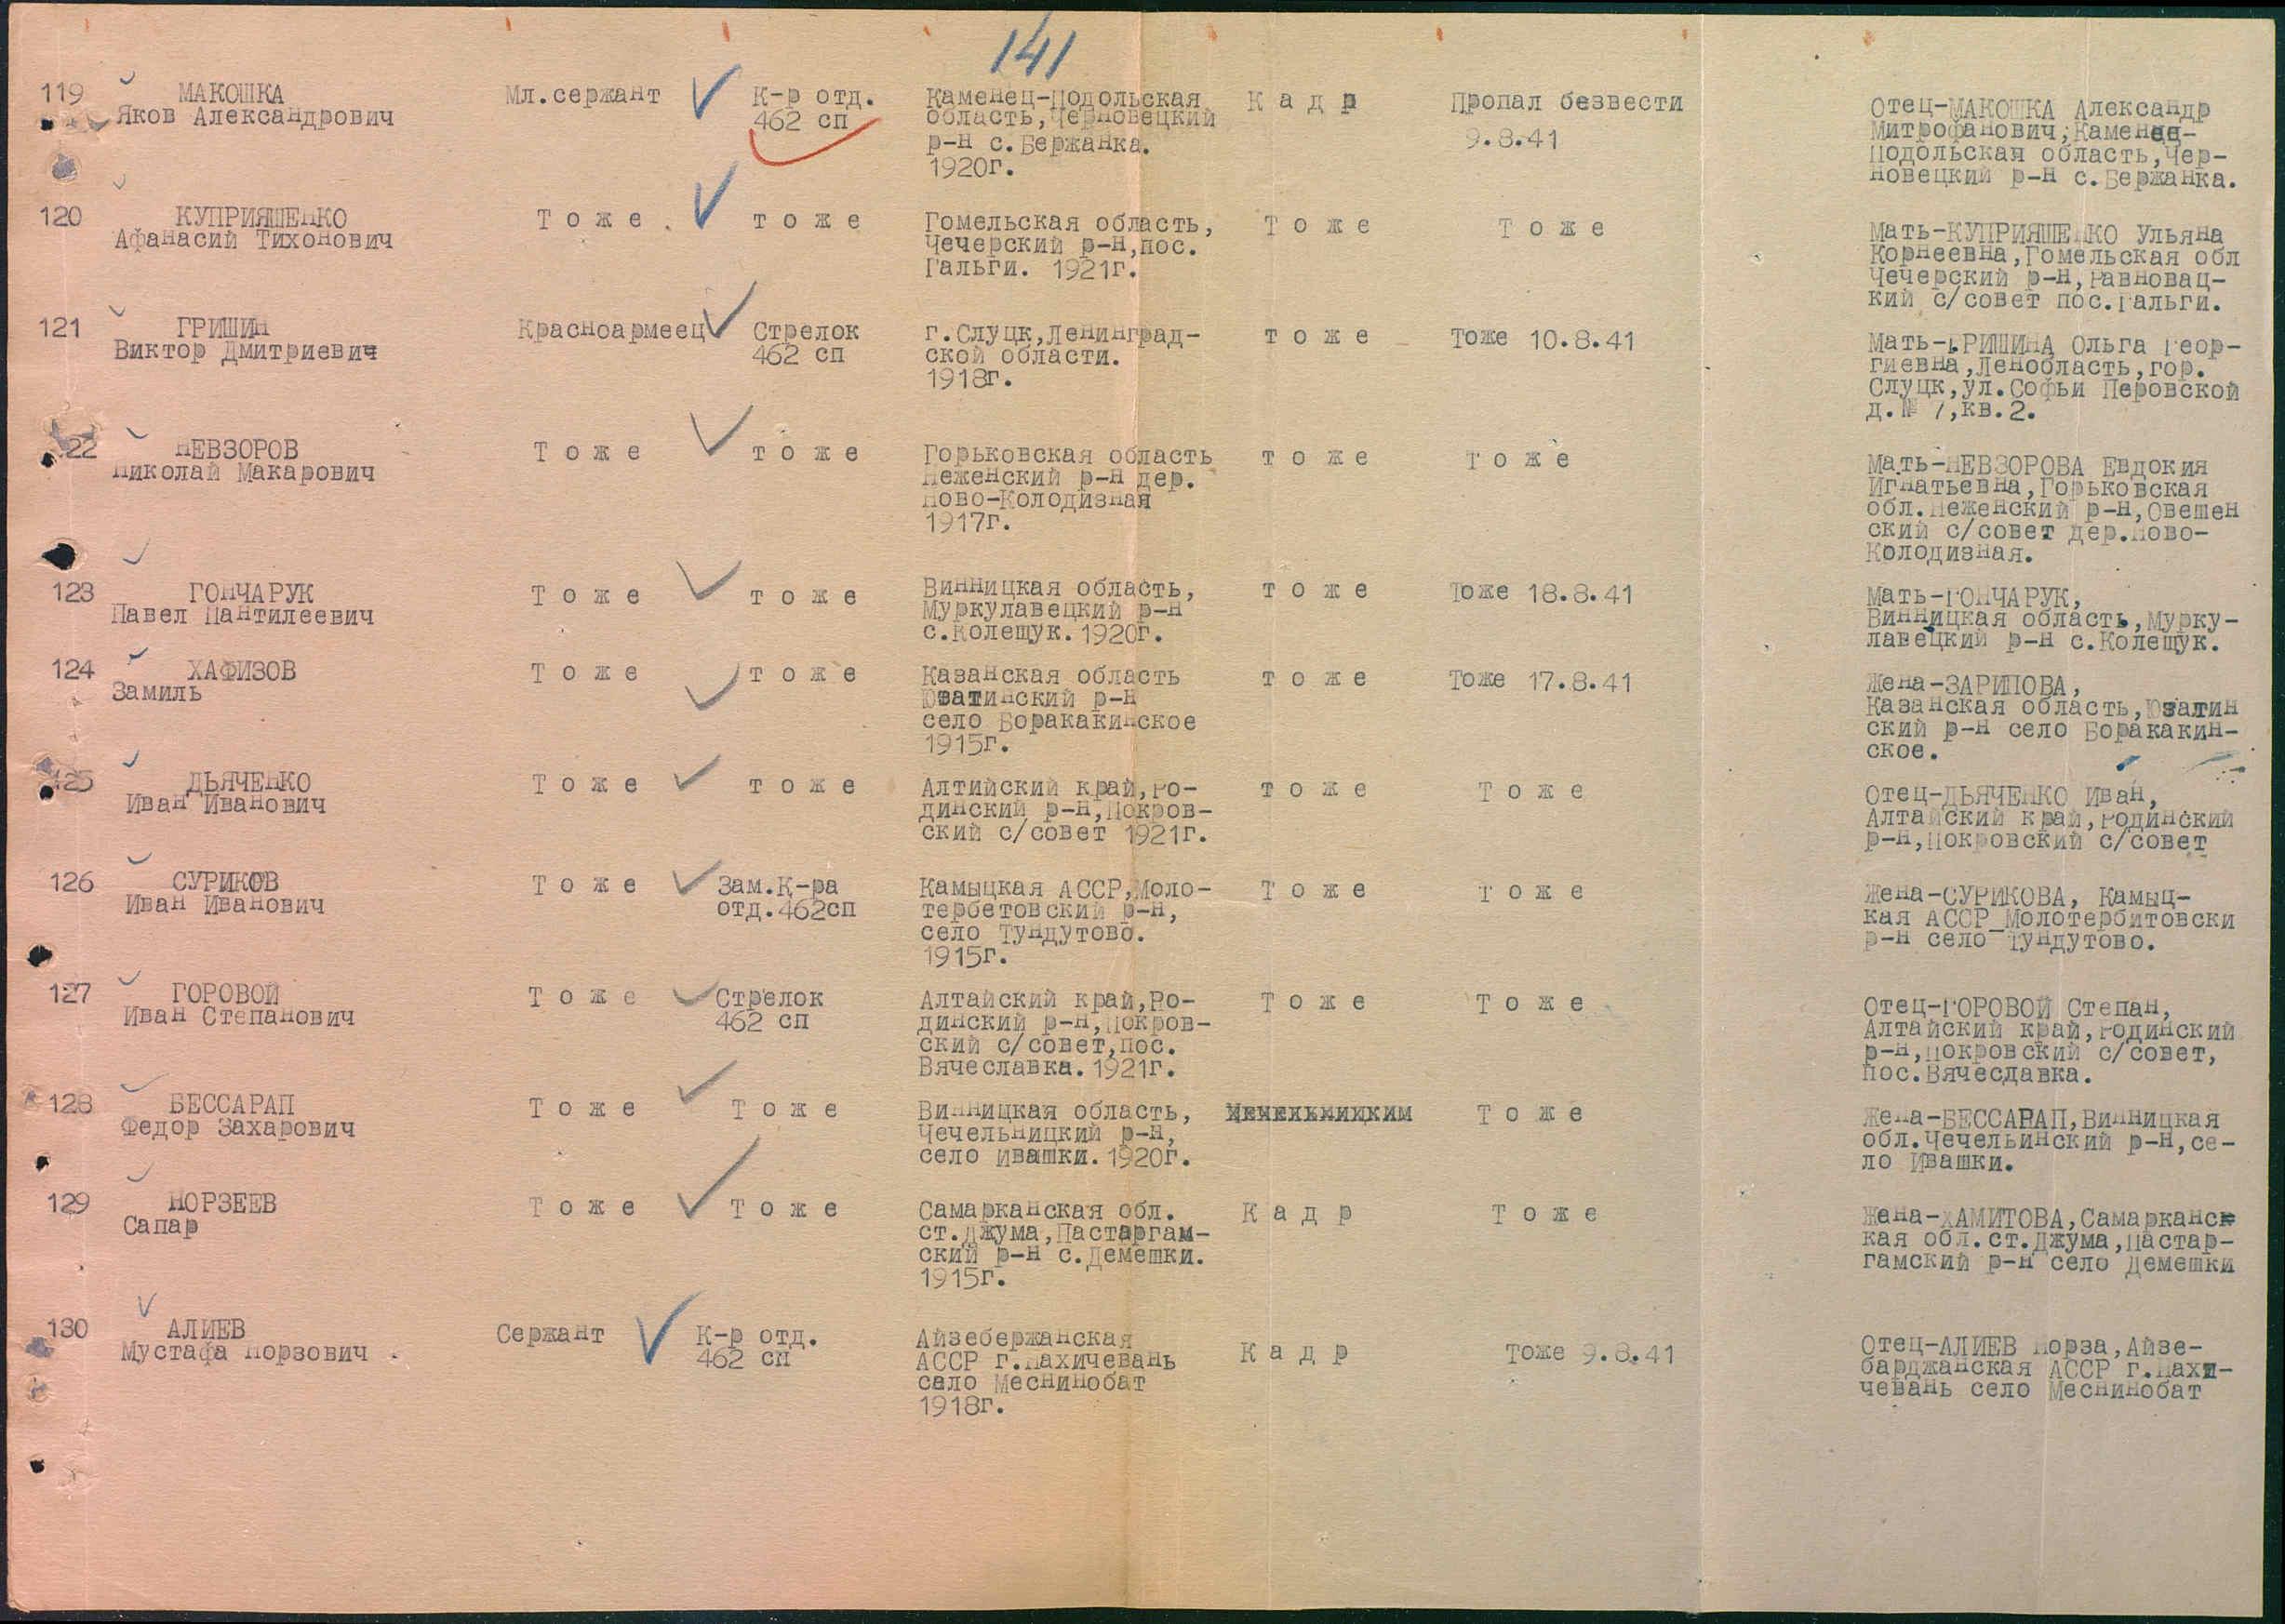 141
119 МАКОШКА Яков Александрович
Мл.сержант
К-р отд.
462 сп
Каменец-Подольская
область,Черновецкий
р-н с.Бержанка.
1920г.
К а д р
Пропал безвести
9.8.41
Отец-МАКОШКА Александр
Митрофанович,Каменец-
Подольская область,Чер-
новецкий р-н с.Бержанка.
120 КУПРИЯШЕНКО
Афанасий Тихонович
Т о ж е
т о ж е
Гомельская область,
Чечерский р-н,пос.
Гальги. 1921г.
Т о ж е
Т о ж е
Мать-КУПРИЯШЕНКО Ульяна
Корнеевна,Гомельская обл
Чечерский р-н,Равновац-
кий с/совет пос.Гальги.
121 ГРИШИН
Виктор Дмитриевич
Красноармеец
Стрелок
462 сп
г.Слуцк,Ленинград-
ской области.
1918г.
т о ж е
Тоже 10.8.41
Мать-ГРИШИНА Ольга Геор-
гиевна,Ленобласть,гор.
Слуцк,ул.Софьи Перовской
д.№ 7,кв.2.
122 НЕВЗОРОВ
Николай Макарович
Т о ж е
т о ж е
Горьковская область
Неженский р-н дер.
Ново-Колодизная
1917г.
т о ж е
Т о ж е
Мать-НЕВЗОРОВА Евдокия
Игнатьевна,Горьковская
обл.Неженский р-н,Овешен
ский с/совет дер.Ново-
Колодизная.
123 ГОНЧАРУК
Павел Пантилеевич
Т о ж е
т о ж е
Винницкая область,
Муркулавецкий р-н
с.Колещук. 1920г.
т о ж е
Тоже 18.8.41
Мать-ГОНЧАРУК,
Винницкая область,Мурку-
лавецкий р-н с.Колещук.
124 ХАФИЗОВ
Замиль
Т о ж е
т о ж е
Казанская область
Юзатинский р-н
село Боракакинское
1915г.
т о ж е
Тоже 17.8.41
Жена-ЗАРИПОВА,
Казанская область,Юзатин
ский р-н село Боракакин-
ское.
125 ДЬЯЧЕНКО
Иван Иванович
Т о ж е
т о ж е
Алтийский край,Ро-
динский р-н,Покров-
ский с/совет 1921г.
т о ж е
Т о ж е
Отец-ДЬЯЧЕНКО Иван,
Алтайский край,Родинский
р-н,Покровский с/совет
126 СУРИКОВ
Иван Иванович
Т о ж е
Зам.К-ра
отд.462сп
Камыцкая АССР,Моло-
тербетовский р-н,
село Тундутово.
1915г.
Т о ж е
Т о ж е
Жена-СУРИКОВА, Камыц-
кая АССР_Молотербитовски
р-н село Тундутово.
127 ГОРОВОЙ
Иван Степанович
Т о ж е
Стрелок
462 сп
Алтайский край,Ро-
динский р-н,Покров-
ский с/совет,пос.
Вячеславка. 1921г.
Т о ж е
Т о ж е
Отец-ГОРОВОЙ Степан,
Алтайский край,Родинский
р-н,Покровский с/совет,
пос.Вячесдавка.
128 БЕССАРАП
Федор Захарович
Т о ж е
Т о ж е
Винницкая область,
Чечельницкий р-н,
село Ивашки. 1920г.
Т о ж е
Жена-БЕССАРАП,Винницкая
обл.Чечельинский р-н,се-
ло Ивашки.
129 НОРЗЕЕВ
Сапар
Т о ж е
Т о ж е
Самарканская обл.
ст.Джума,Пастаргам-
ский р-н с.Демешки.
1915г.
К а д р
Т о ж е
Жена-ХАМИТОВА,Самарканск
кая обл.ст.Джума,Пастар-
гамский р-н село Демешки
130 АЛИЕВ
Мустафа Норзович
Сержант
К-р отд.
462 сп
Айзебержанская
АССР г.Нахичевань
село Меснинобат
1918г.
К а д р
Тоже 9.8.41
Отец-АЛИЕВ Норза,Айзе-
барджанская АССР г.Нахи-
чевань село Меснинобат